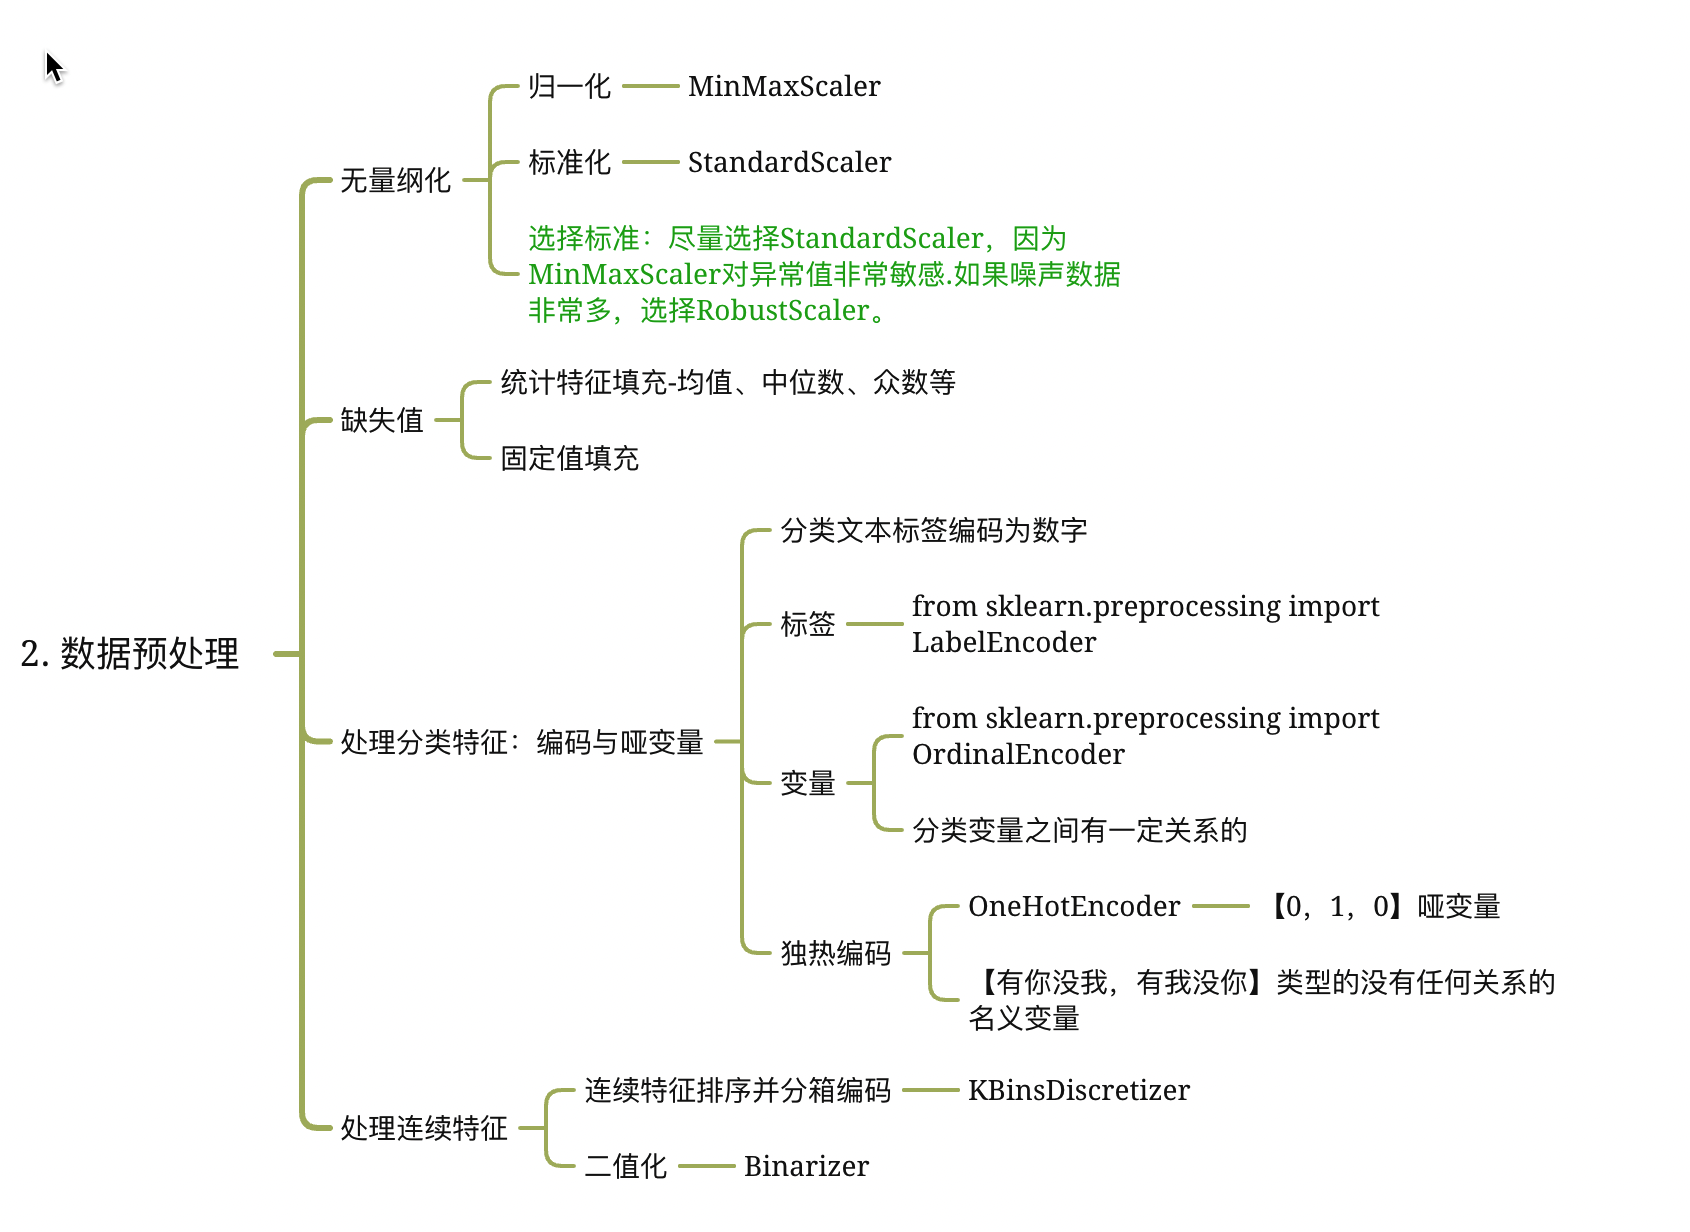 2. 数据预处理
无量纲化
归一化
MinMaxScaler
标准化
StandardScaler
选择标准：尽量选择StandardScaler，因为
MinMaxScaler对异常值非常敏感.如果噪声数据
非常多，选择RobustScaler。
缺失值
统计特征填充-均值、中位数、众数等
固定值填充
处理分类特征：编码与哑变量
分类文本标签编码为数字
标签
from sklearn.preprocessing import
LabelEncoder
变量
from sklearn.preprocessing import
OrdinalEncoder
分类变量之间有一定关系的
独热编码
OneHotEncoder
【0，1，0】哑变量
【有你没我，有我没你】类型的没有任何关系的
名义变量
处理连续特征
连续特征排序并分箱编码
KBinsDiscretizer
二值化
Binarizer